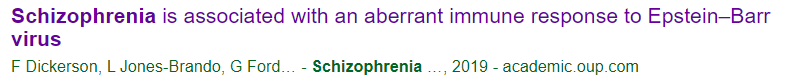 Schizophrenia is associated with an aberrant immune response to Epstein–Barr
virus
F Dickerson, L Jones-Brando, G Ford… - Schizophrenia …, 2019 - academic.oup.com